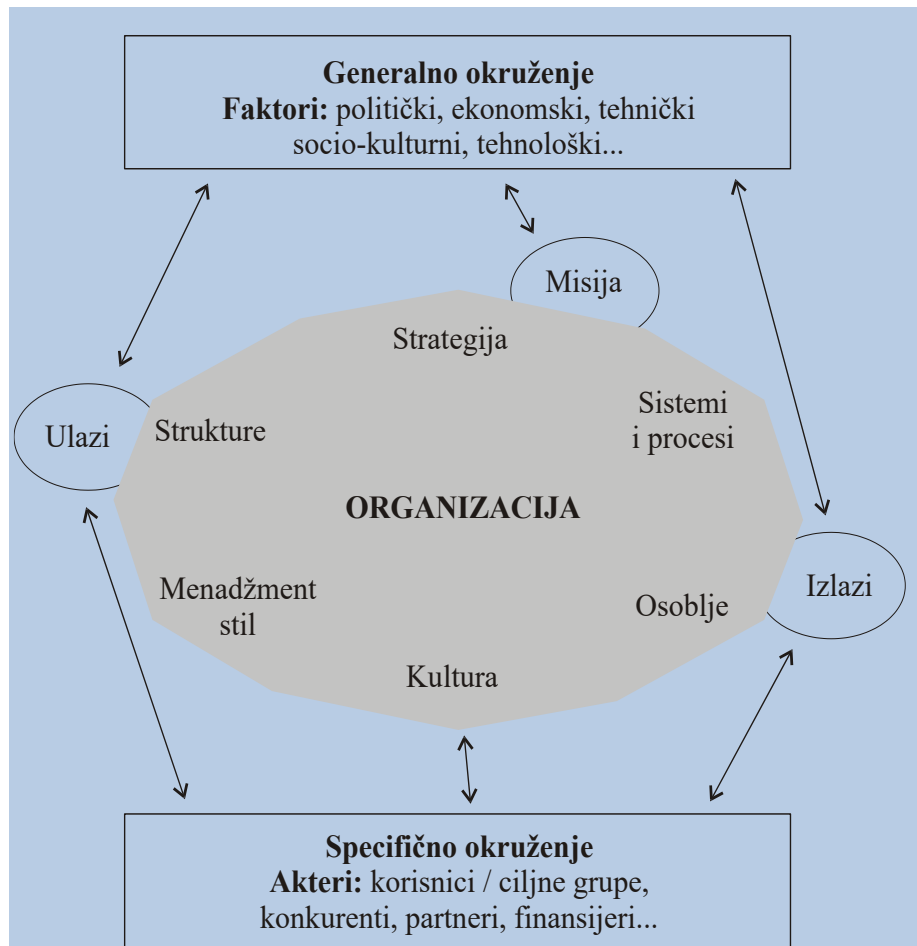 Generalno okruženje
Faktori: politički, ekonomski, tehnički
socio-kulturni, tehnološki...
Misija
Strategija
Sistemi
i procesi
Ulazi
Strukture
ORGANIZACIJA
Menadžment
stil
Osoblje
Izlazi
Kultura
Specifično okruženje
Akteri: korisnici / ciljne grupe,
konkurenti, partneri, finansijeri...